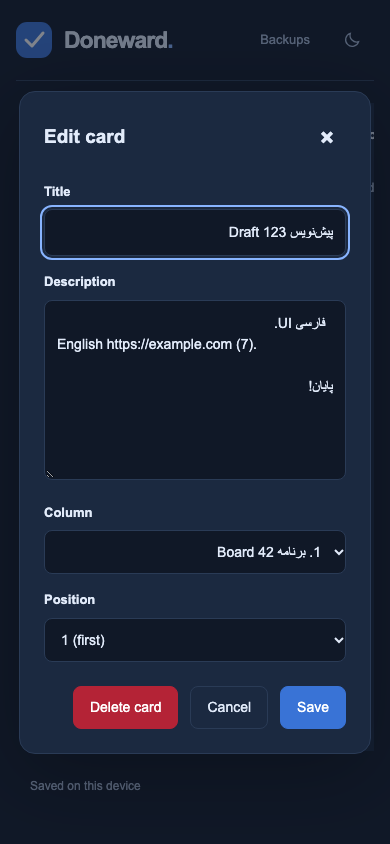 Doneward.
Backups
Edit card
Title
پیش‌نویس Draft 123
Description
فارسی UI.
English https://example.com (7).
پایان!
Column
1. برنامه Board 42
Position
1 (first)
Delete card
Cancel
Save
Saved on this device